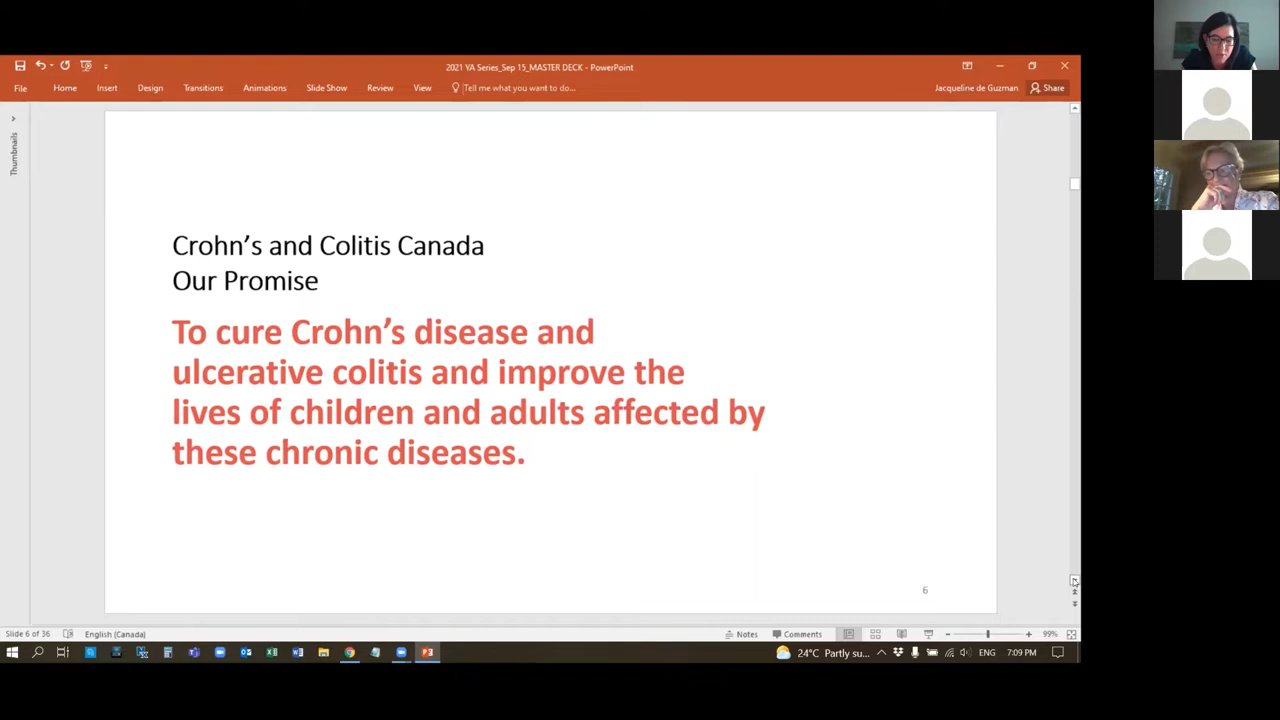 2021 YA Series_Sep 15_MASTER DECK - PowerPoint
File Home Insert Design Transitions Animations Slide Show Review View Tell me what you want to do... Jacqueline de Guzman Share
Thumbnails
Crohn's and Colitis Canada
Our Promise
To cure Crohn's disease and
ulcerative colitis and improve the
lives of children and adults affected by
these chronic diseases.
6
Slide 6 of 36 English (Canada) Notes Comments 99%
24°C Partly su... ENG 7:09 PM